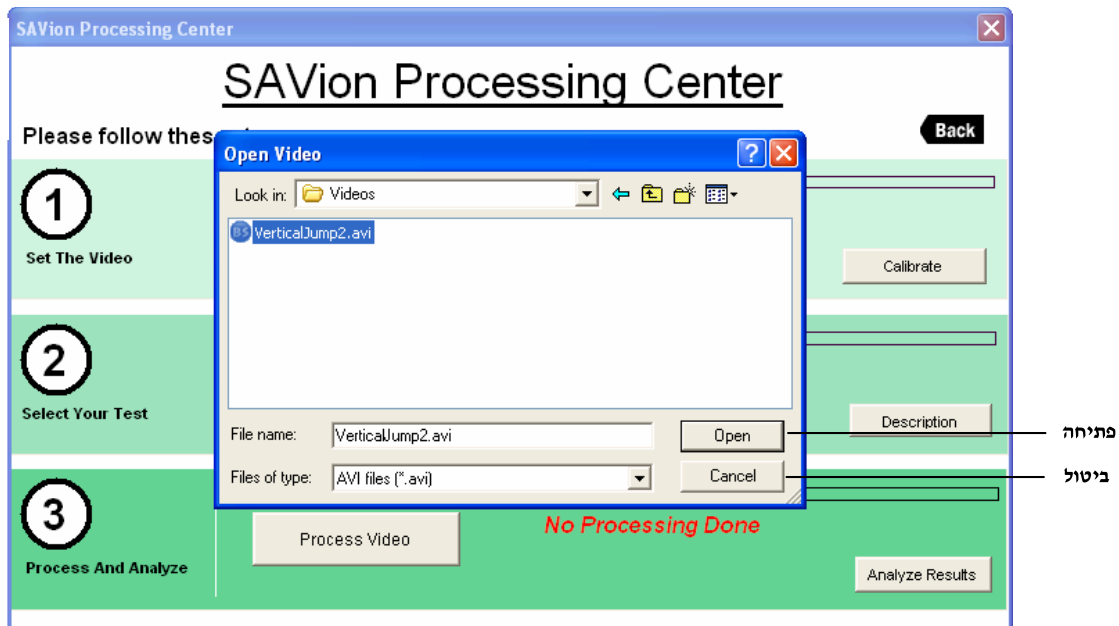 SAVion Processing Center
SAVion Processing Center
Please follow thes
Back
Open Video
Look in: Videos
1
BS VerticalJump2.avi
Set The Video
Calibrate
2
Select Your Test
Description
File name: VerticalJump2.avi Open
פתיחה
Files of type: AVI files (*.avi) Cancel
ביטול
3
No Processing Done
Process Video
Process And Analyze
Analyze Results